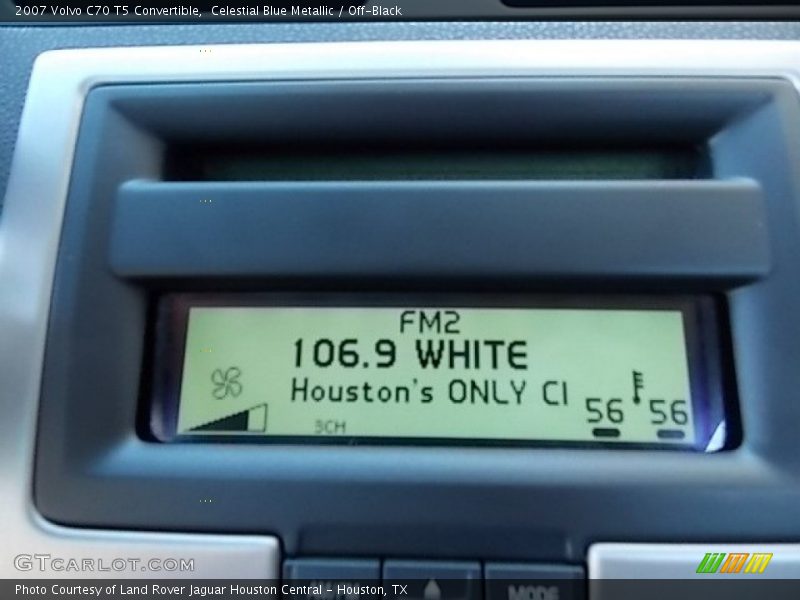 2007 Volvo C70 T5 Convertible,  Celestial Blue Metallic / Off-Black
FM2
106.9 WHITE
Houston's ONLY Cl
56 56
3CH
GTCARLOT.COM
MODE
Photo Courtesy of Land Rover Jaguar Houston Central - Houston, TX